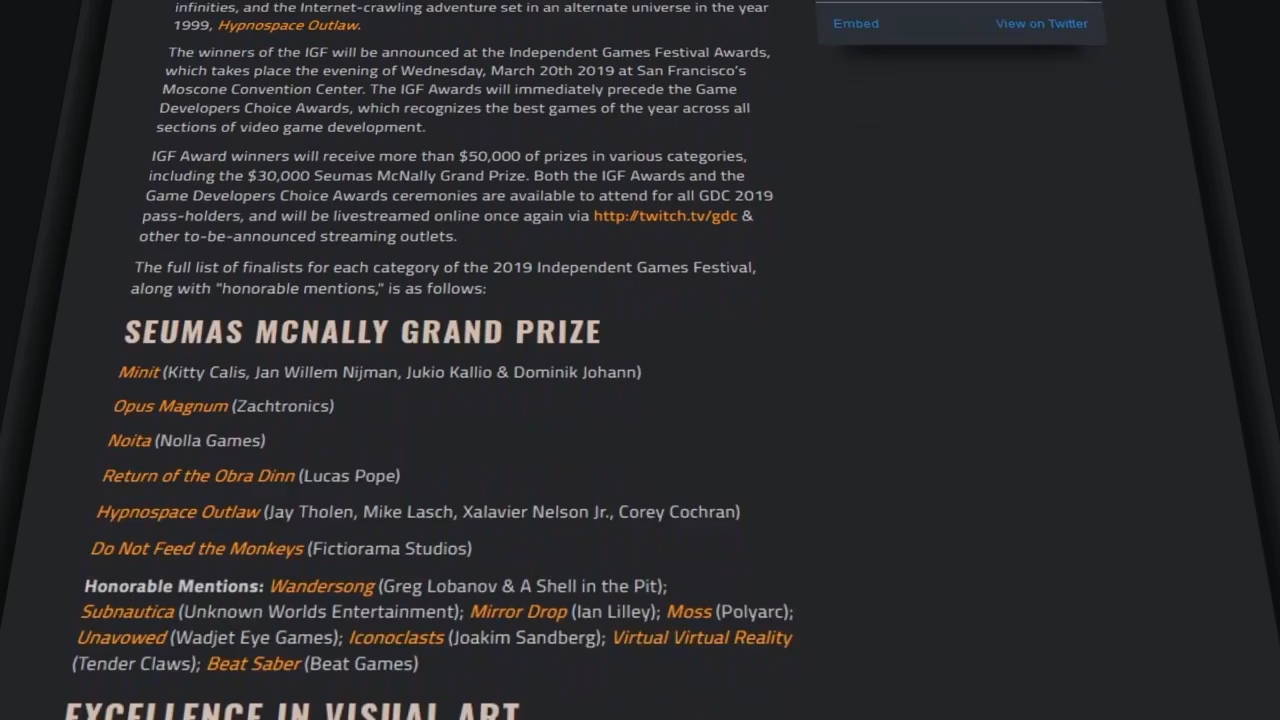 infinities, and the Internet-crawling adventure set in an alternate universe in the year
1999, Hypnospace Outlaw.
Embed
View on Twitter
The winners of the IGF will be announced at the Independent Games Festival Awards,
which takes place the evening of Wednesday, March 20th 2019 at San Francisco's
Moscone Convention Center. The IGF Awards will immediately precede the Game
Developers Choice Awards, which recognizes the best games of the year across all
sections of video game development.
IGF Award winners will receive more than $50,000 of prizes in various categories,
including the $30,000 Seumas McNally Grand Prize. Both the IGF Awards and the
Game Developers Choice Awards ceremonies are available to attend for all GDC 2019
pass-holders, and will be livestreamed online once again via http://twitch.tv/gdc &
other to-be-announced streaming outlets.
The full list of finalists for each category of the 2019 Independent Games Festival,
along with "honorable mentions," is as follows:
SEUMAS MCNALLY GRAND PRIZE
Minit (Kitty Calis, Jan Willem Nijman, Jukio Kallio & Dominik Johann)
Opus Magnum (Zachtronics)
Noita (Nolla Games)
Return of the Obra Dinn (Lucas Pope)
Hypnospace Outlaw (Jay Tholen, Mike Lasch, Xalavier Nelson Jr., Corey Cochran)
Do Not Feed the Monkeys (Fictiorama Studios)
Honorable Mentions: Wandersong (Greg Lobanov & A Shell in the Pit);
Subnautica (Unknown Worlds Entertainment); Mirror Drop (Ian Lilley); Moss (Polyarc);
Unavowed (Wadjet Eye Games); Iconoclasts (Joakim Sandberg); Virtual Virtual Reality
(Tender Claws); Beat Saber (Beat Games)
EXCELLENCE IN VISUAL ART